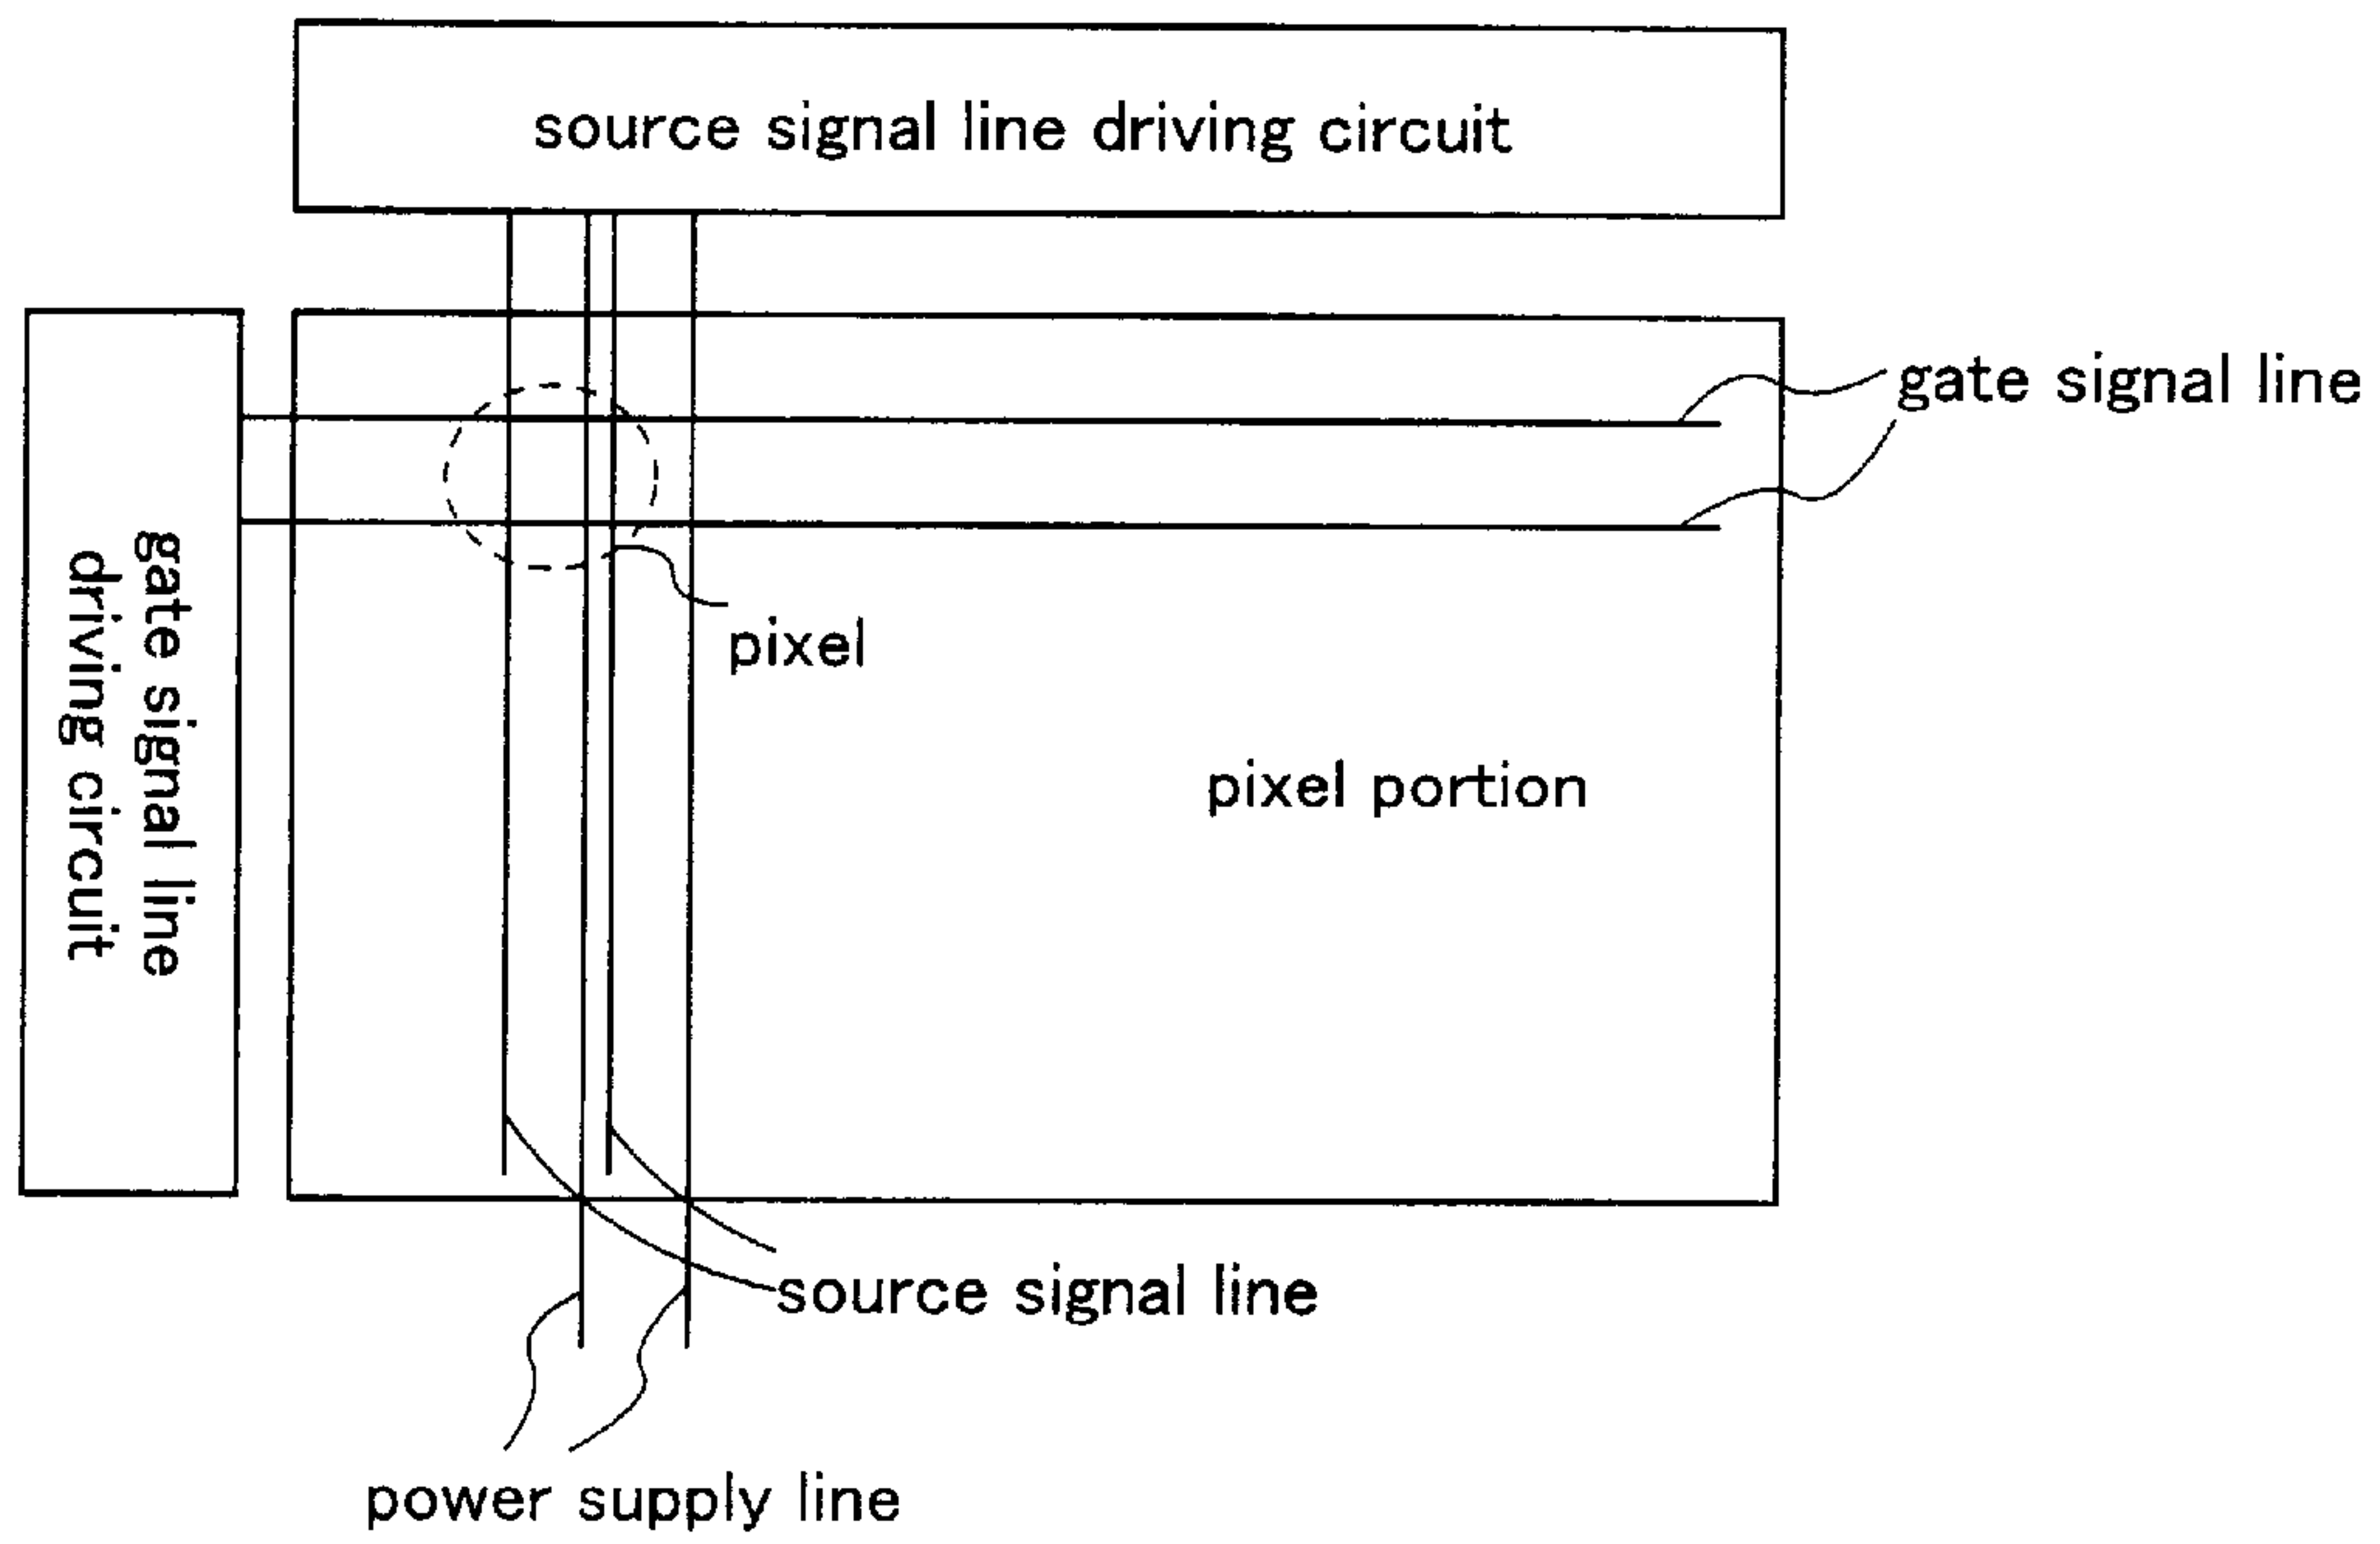 source signal line driving circuit
gate signal line
gate signal line
driving circuit
pixel
pixel portion
source signal line
power supply line